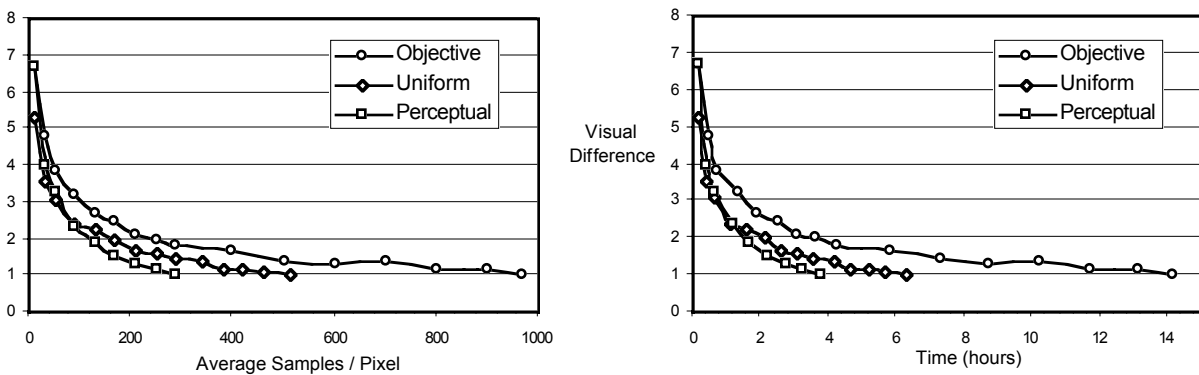 8
7
6
5
4
3
2
1
0
Objective
Uniform
Perceptual
0 200 400 600 800 1000
Average Samples / Pixel
Visual
Difference
8
7
6
5
4
3
2
1
0
Objective
Uniform
Perceptual
0 2 4 6 8 10 12 14
Time (hours)